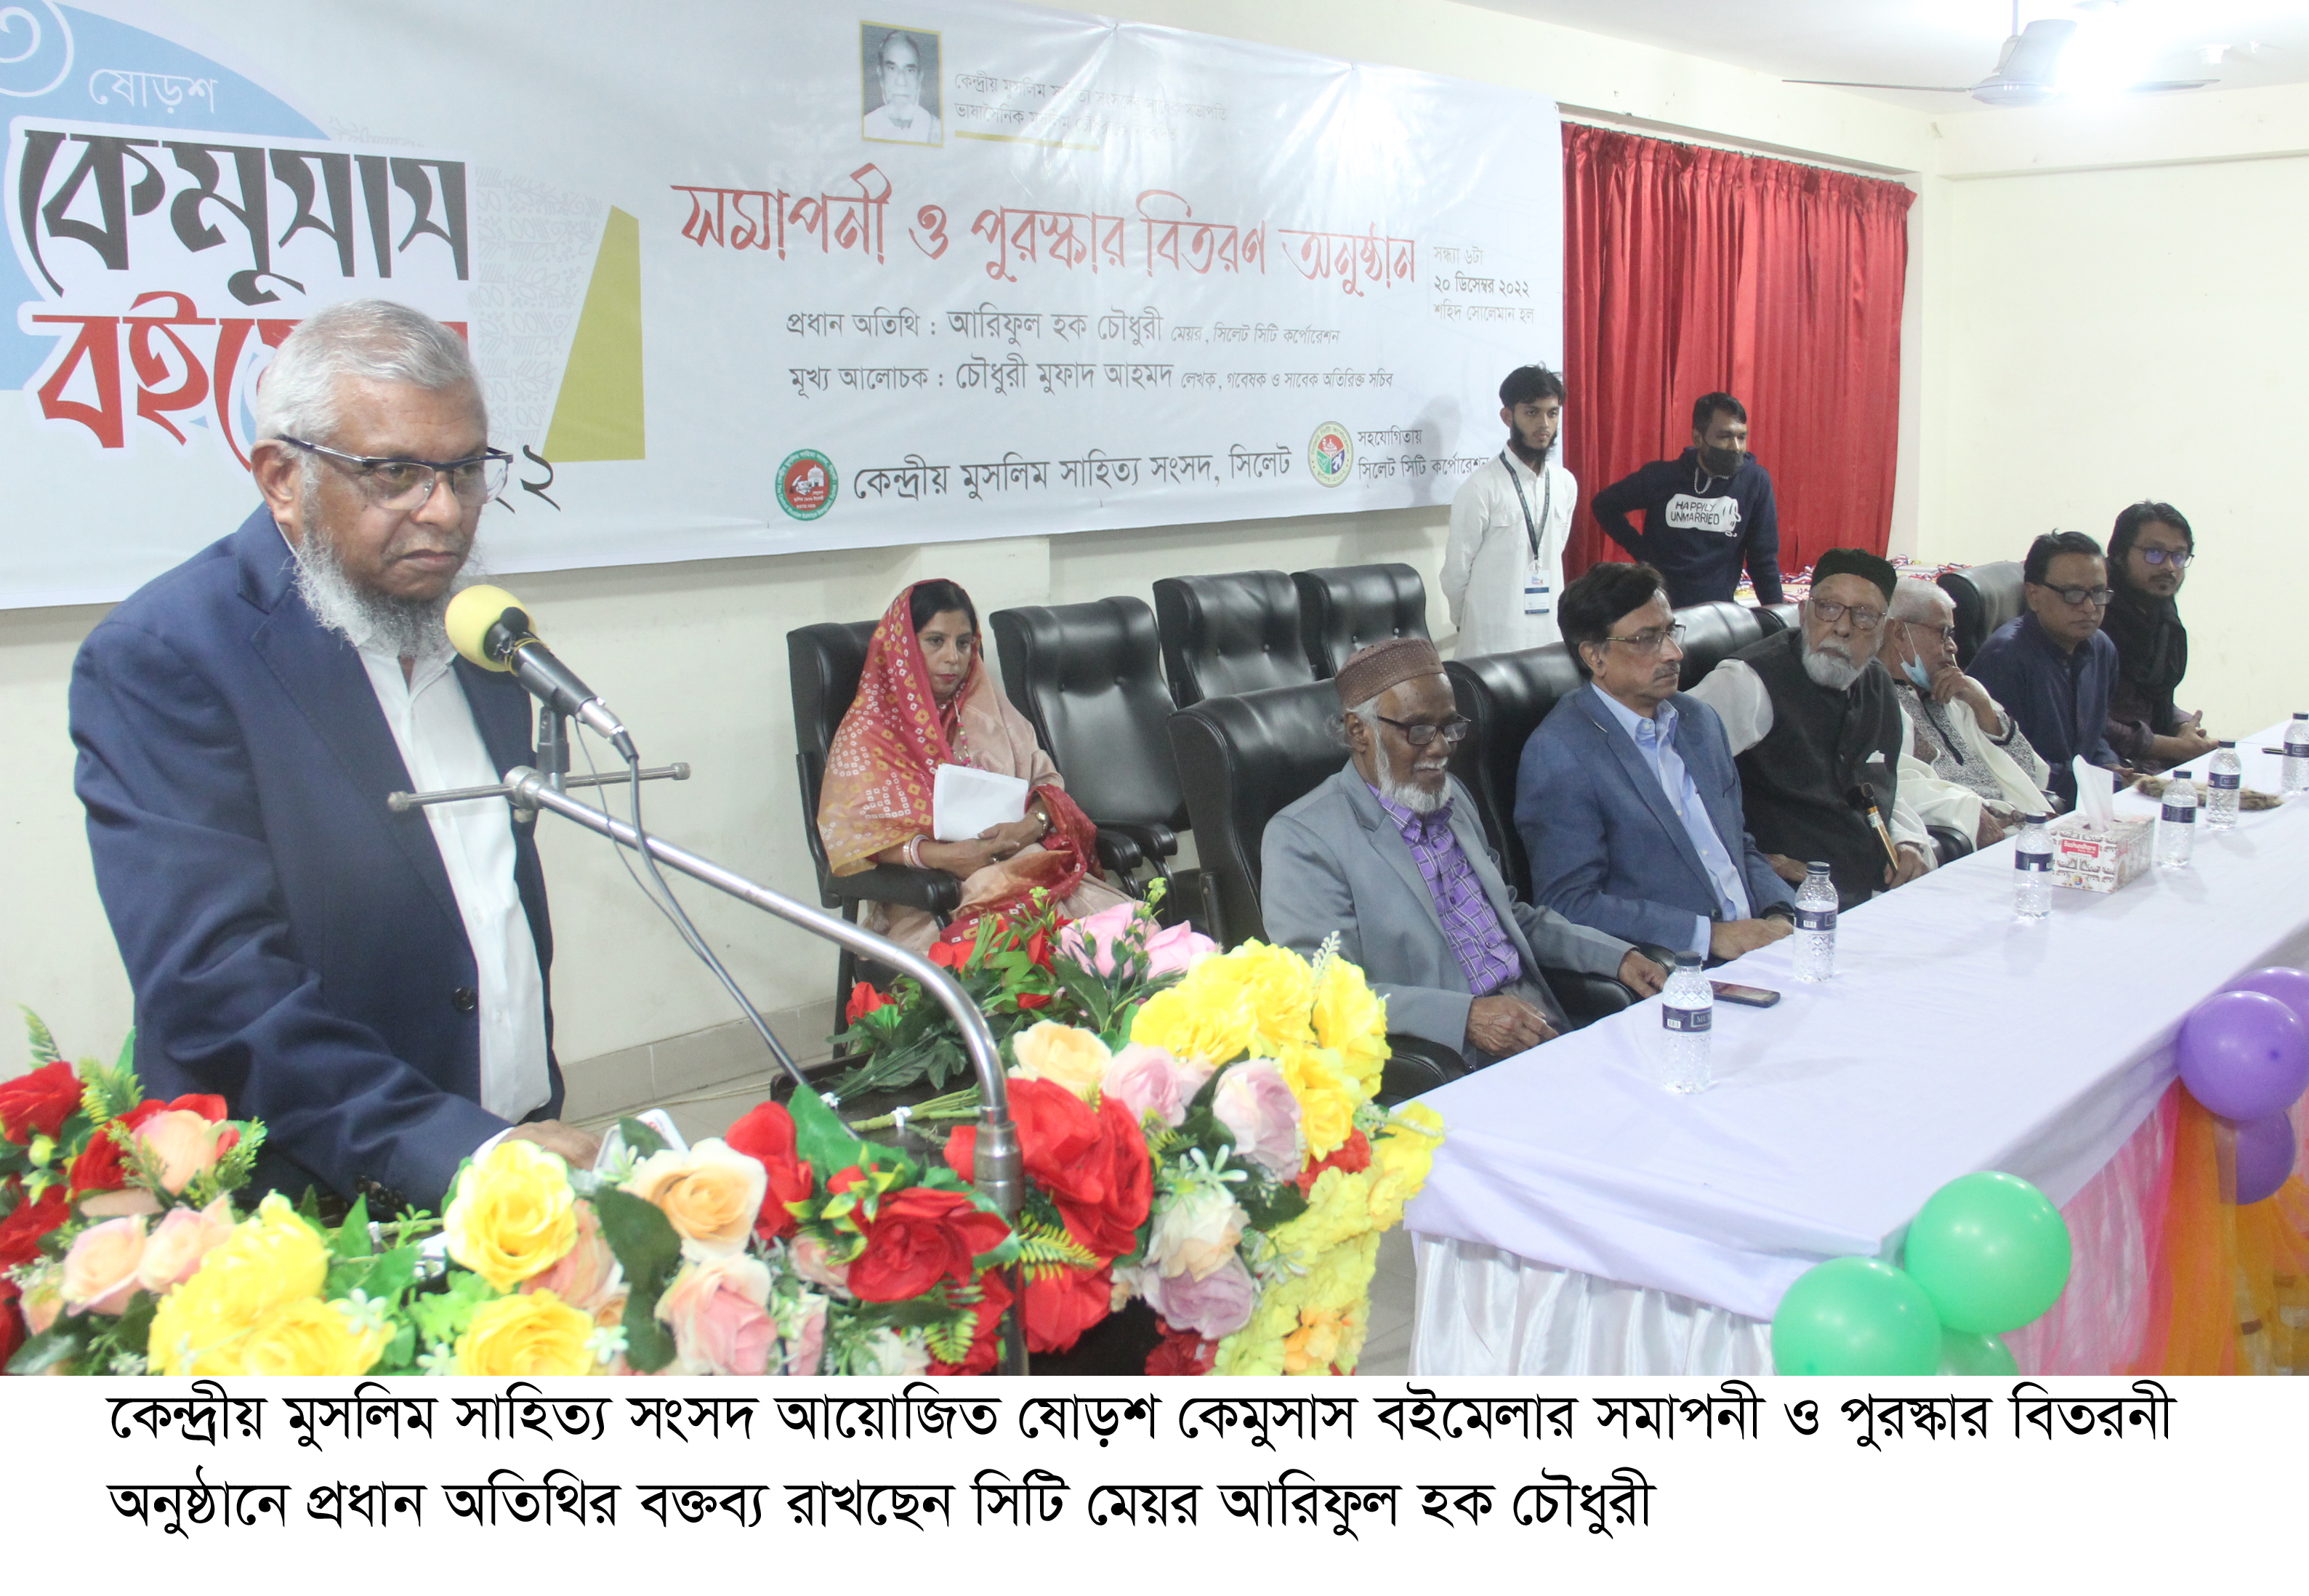 ষোড়শ
কেমুসাস
কেন্দ্রীয় মুসলিম সাহিত্য
ভাষাসৈনিক
সমাপনী ও পুরস্কার বিতরণ অনুষ্ঠান
সন্ধ্যা ৬টা
২০ ডিসেম্বর ২০২২
শহিদ সোলেমান হল
প্রধান অতিথি : আরিফুল হক চৌধুরী মেয়র, সিলেট সিটি কর্পোরেশন
মূখ্য আলোচক : চৌধুরী মুফাদ আহমদ লেখক, গবেষক ও সাবেক অতিরিক্ত সচিব
কেন্দ্রীয় মুসলিম সাহিত্য সংসদ, সিলেট
সহযোগিতায়
সিলেট সিটি কর্পোরেশন
HAPPILY
UNMARRIED
কেন্দ্রীয় মুসলিম সাহিত্য সংসদ আয়োজিত ষোড়শ কেমুসাস বইমেলার সমাপনী ও পুরস্কার বিতরনী
অনুষ্ঠানে প্রধান অতিথির বক্তব্য রাখছেন সিটি মেয়র আরিফুল হক চৌধুরী